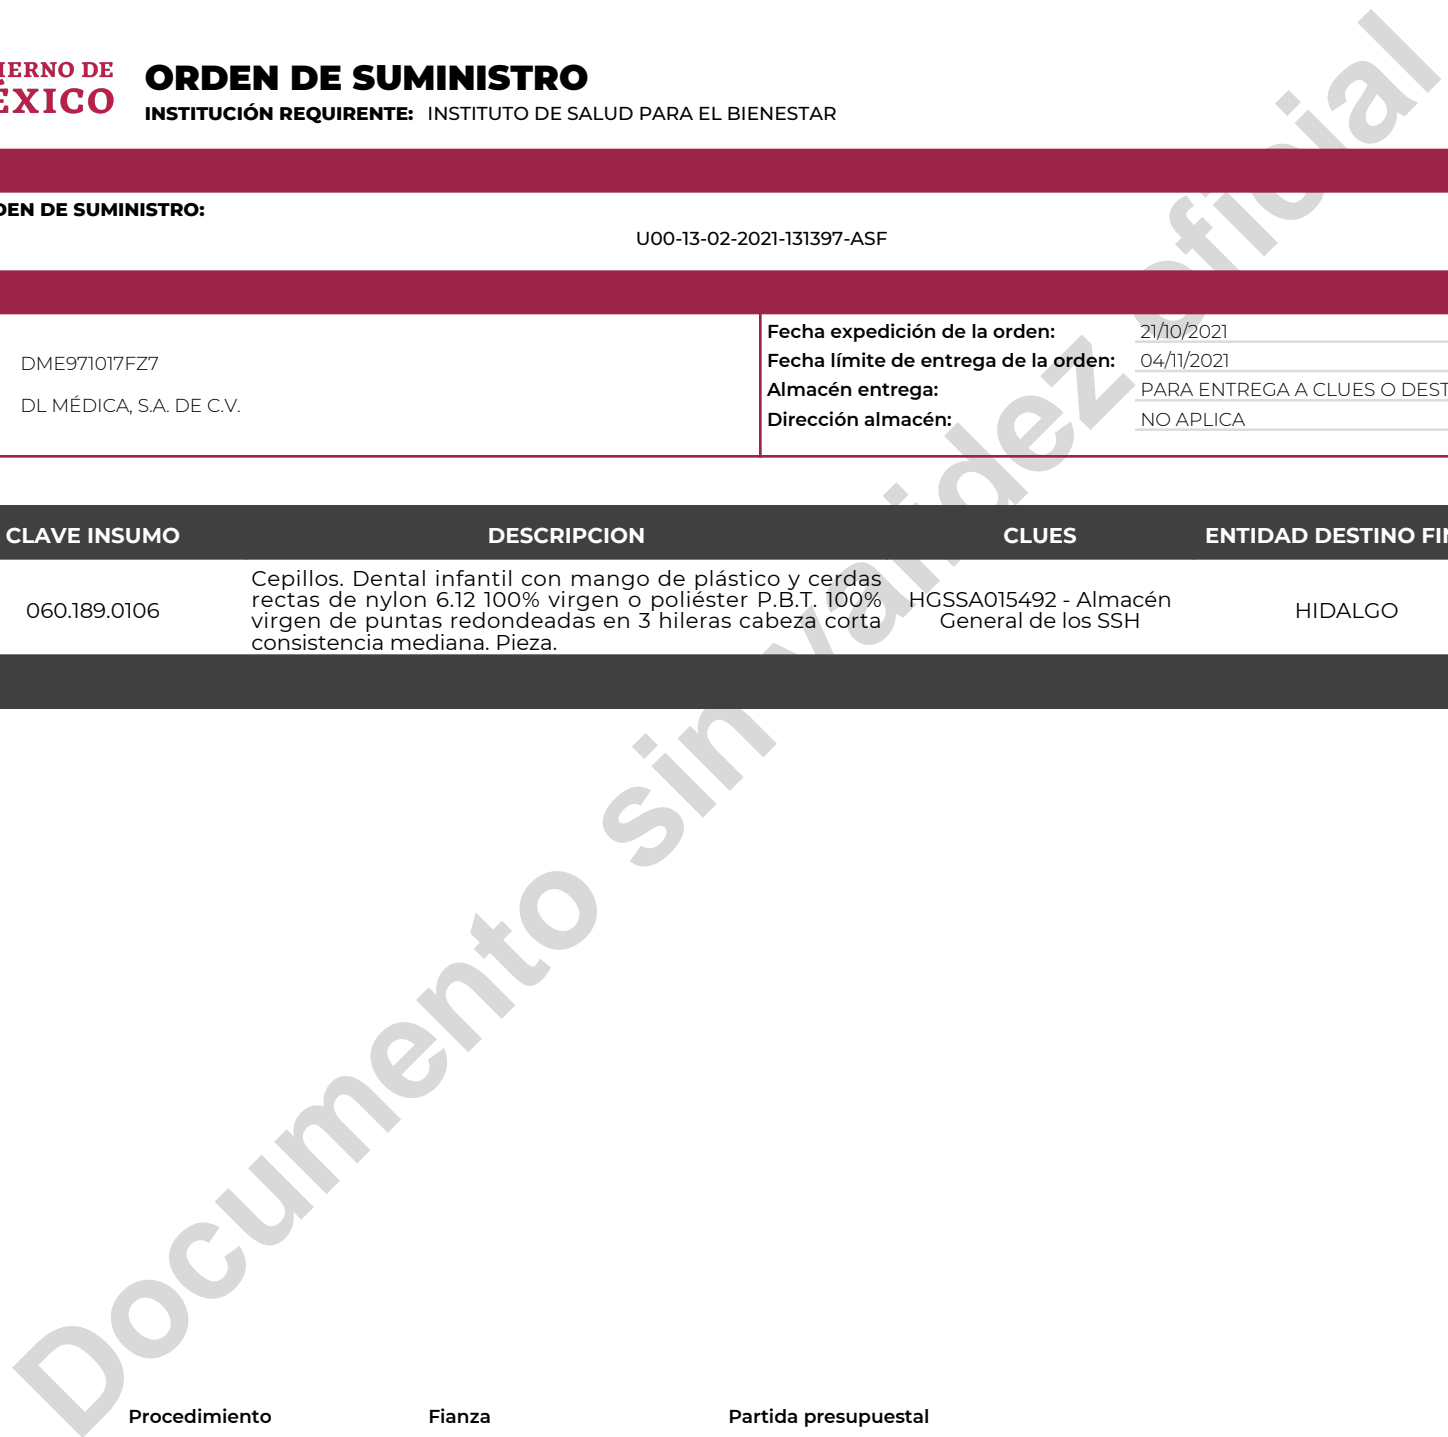 IERNO DE
ÉXICO
ORDEN DE SUMINISTRO
INSTITUCIÓN REQUIRENTE: INSTITUTO DE SALUD PARA EL BIENESTAR
DEN DE SUMINISTRO:
U00-13-02-2021-131397-ASF
DME971017FZ7
DL MÉDICA, S.A. DE C.V.
Fecha expedición de la orden: 21/10/2021
Fecha límite de entrega de la orden: 04/11/2021
Almacén entrega: PARA ENTREGA A CLUES O DEST
Dirección almacén: NO APLICA
CLAVE INSUMO DESCRIPCION CLUES ENTIDAD DESTINO FIN
060.189.0106
Cepillos. Dental infantil con mango de plástico y cerdas
rectas de nylon 6.12 100% virgen o poliéster P.B.T. 100%
virgen de puntas redondeadas en 3 hileras cabeza corta
consistencia mediana. Pieza.
HGSSA015492 - Almacén
General de los SSH
HIDALGO
Documento sin validez oficial
Procedimiento Fianza Partida presupuestal